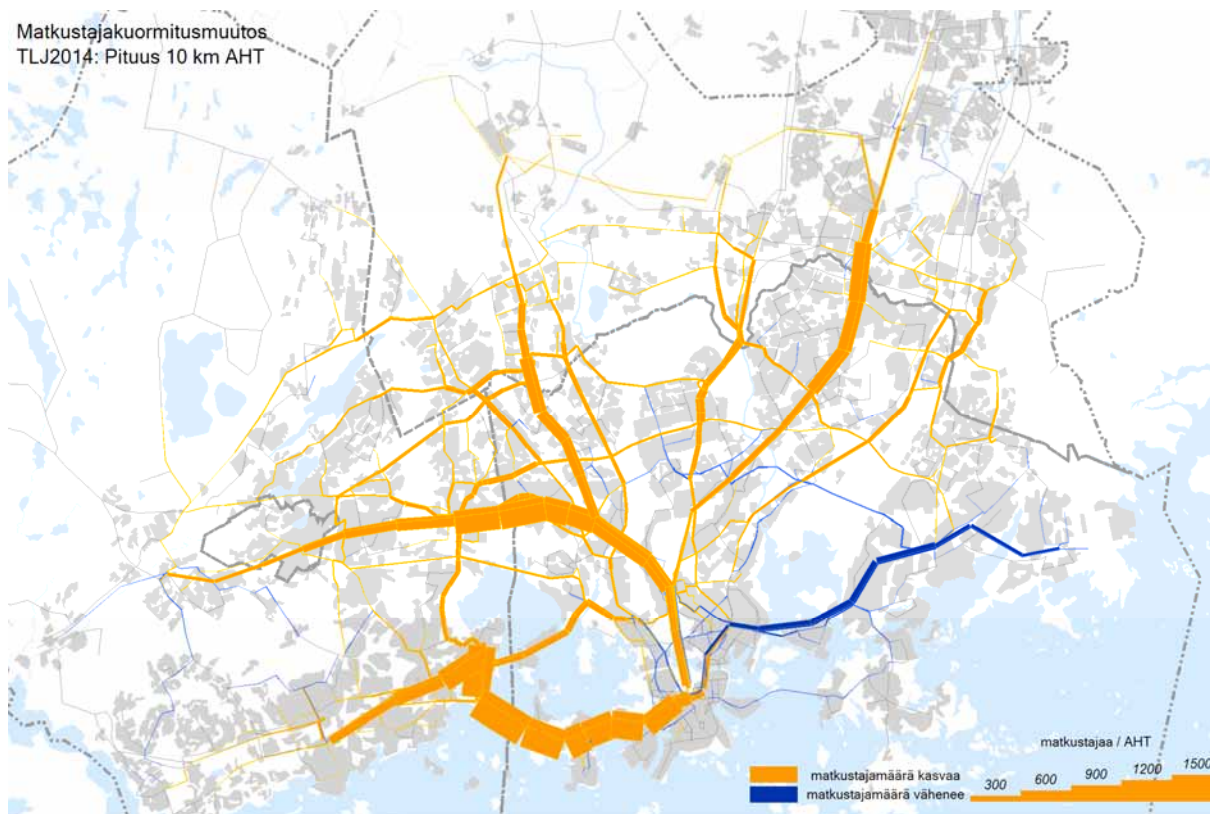 Matkustajakuormitusmuutos
TLJ2014: Pituus 10 km AHT
matkustajaa / AHT
matkustajamäärä kasvaa
matkustajamäärä vähenee
300 600 900 1200 1500